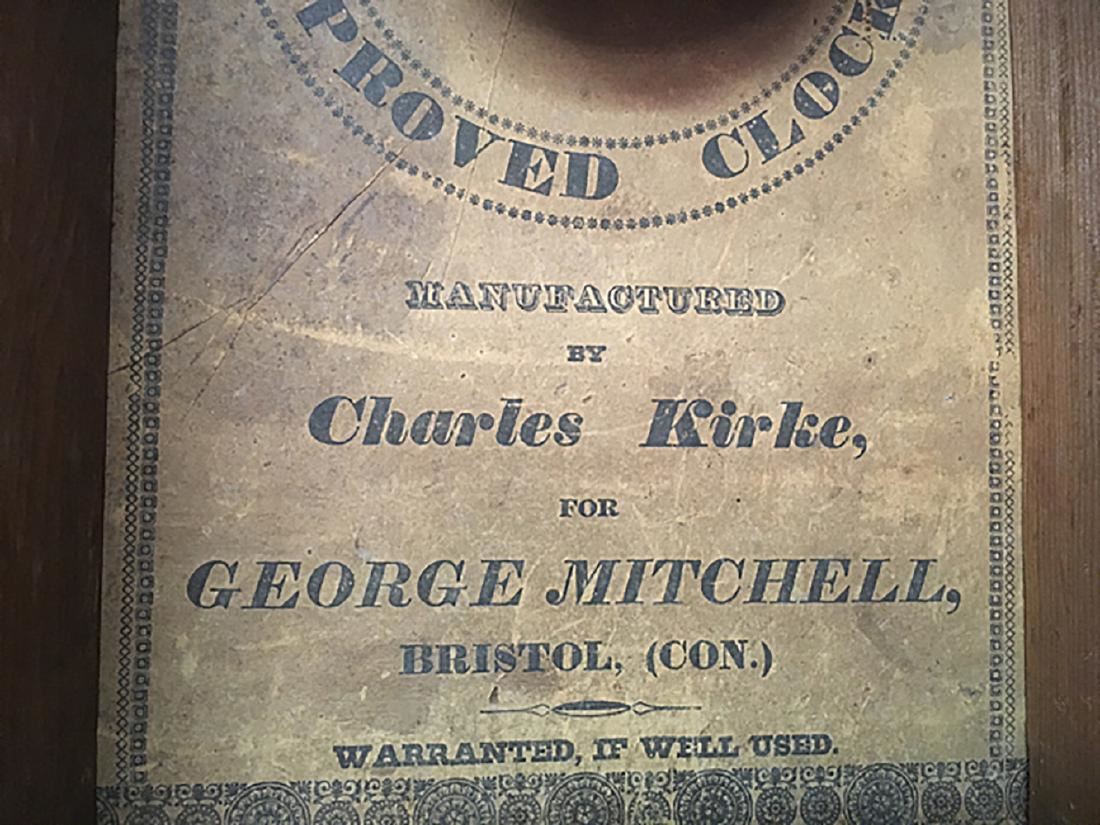 PROVED CLOCK
MANUFACTURED
BY
Charles Kirke,
FOR
GEORGE MITCHELL,
BRISTOL, (CON.)
WARRANTED, IF WELL USED.